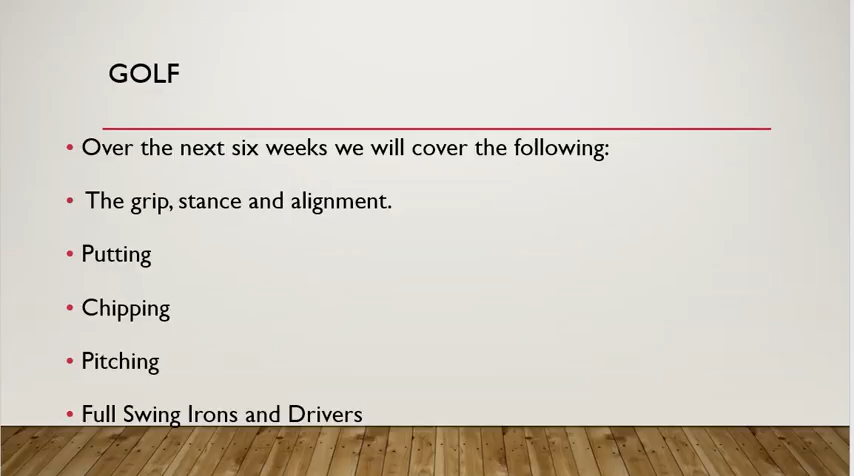 GOLF
• Over the next six weeks we will cover the following:
• The grip, stance and alignment.
• Putting
• Chipping
• Pitching
• Full Swing Irons and Drivers